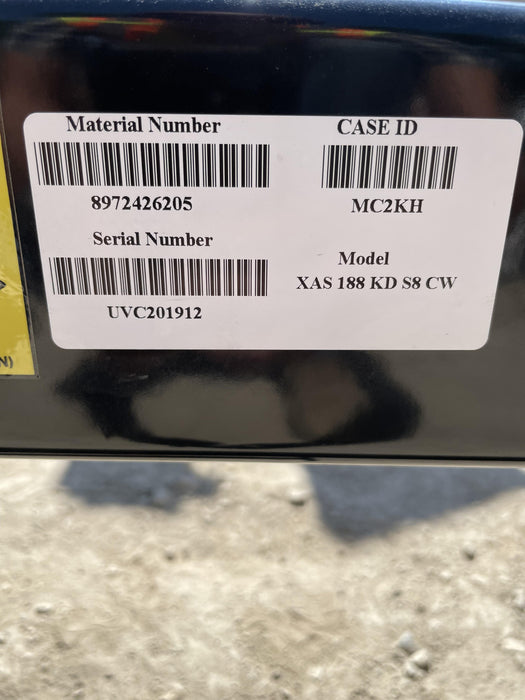 Material Number
8972426205
Serial Number
UVC201912
CASE ID
MC2KH
Model
XAS 188 KD S8 CW
N)